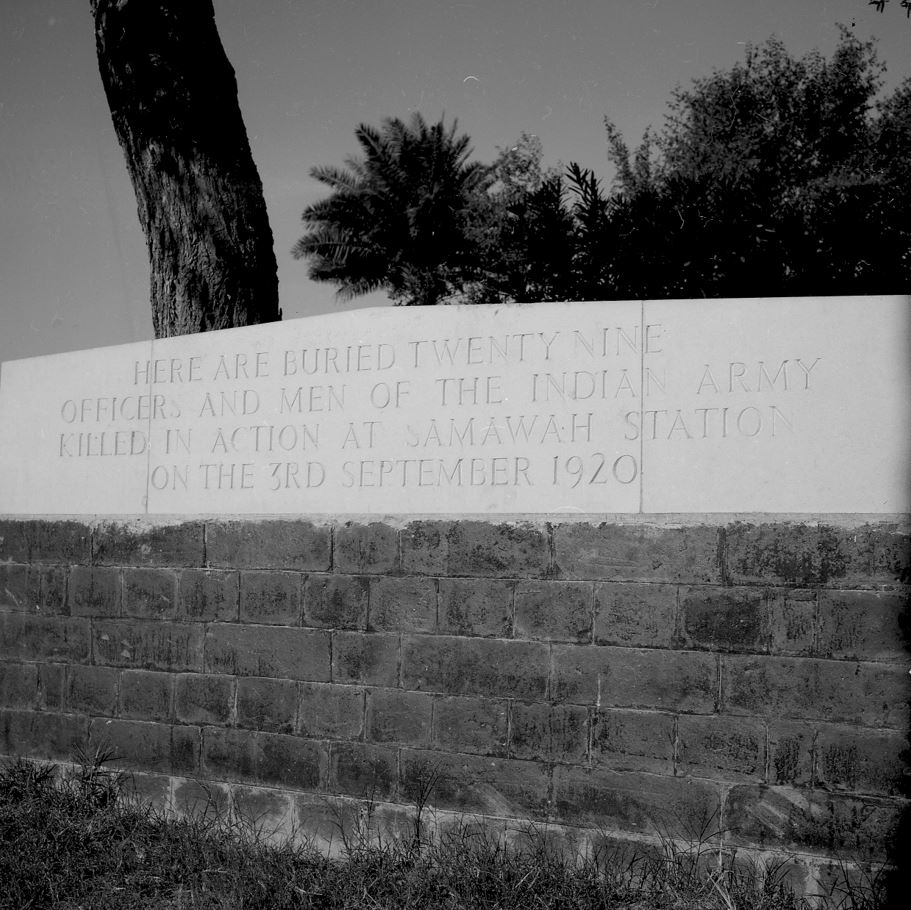 HERE ARE BURIED TWENTY NINE
OFFICERS AND MEN OF THE INDIAN ARMY
KILLED IN ACTION AT SAMAWAH STATION
ON THE 3RD SEPTEMBER 1920